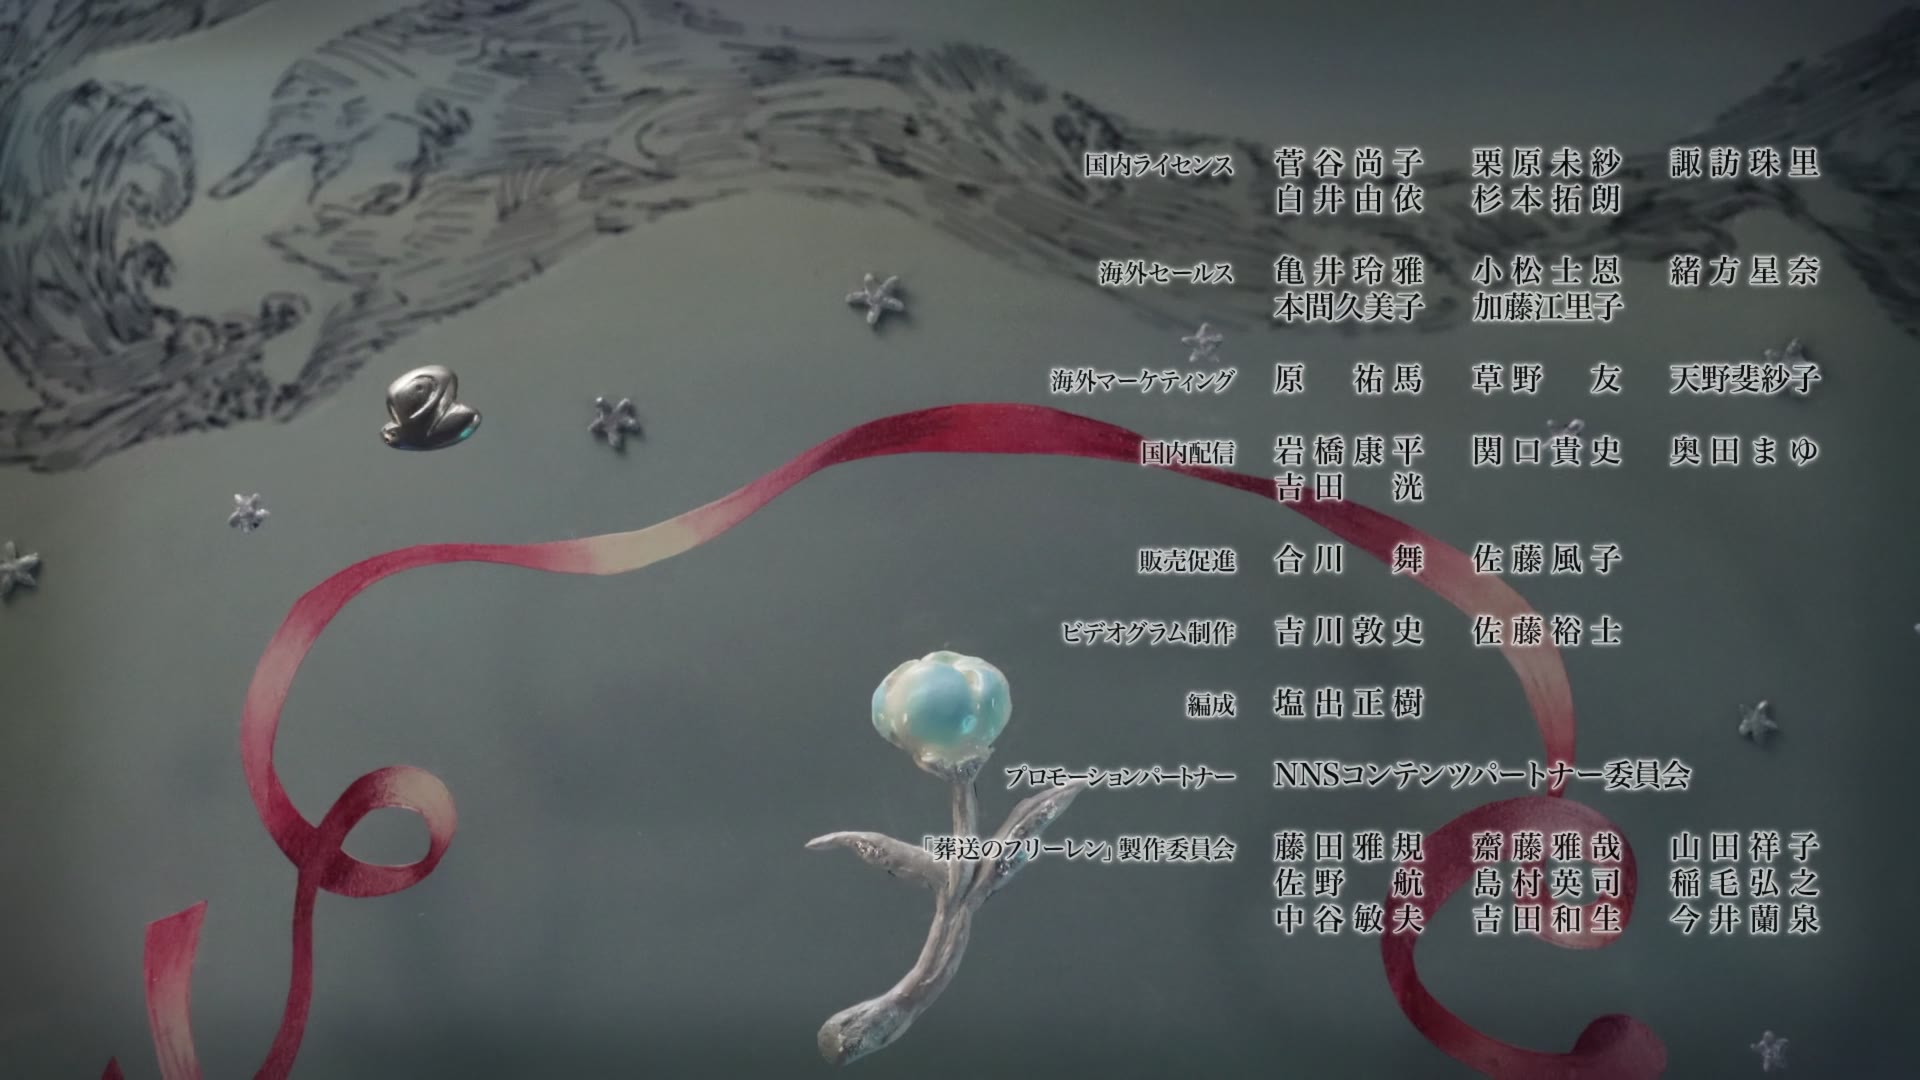 国内ライセンス 菅谷尚子 栗原未紗 諏訪珠里
白井由依 杉本拓朗
海外セールス 亀井玲雅 小松士恩 緒方星奈
本間久美子 加藤江里子
海外マーケティング 原祐馬 草野友 天野斐紗子
国内配信 岩橋康平 関口貴史 奥田まゆ
吉田洸
販売促進 合川舞 佐藤風子
ビデオグラム制作 吉川敦史 佐藤裕士
編成 塩出正樹
プロモーションパートナー NNSコンテンツパートナー委員会
「葬送のフリーレン」製作委員会 藤田雅規 齋藤雅哉 山田祥子
佐野航 島村英司 稲毛弘之
中谷敏夫 吉田和生 今井蘭泉